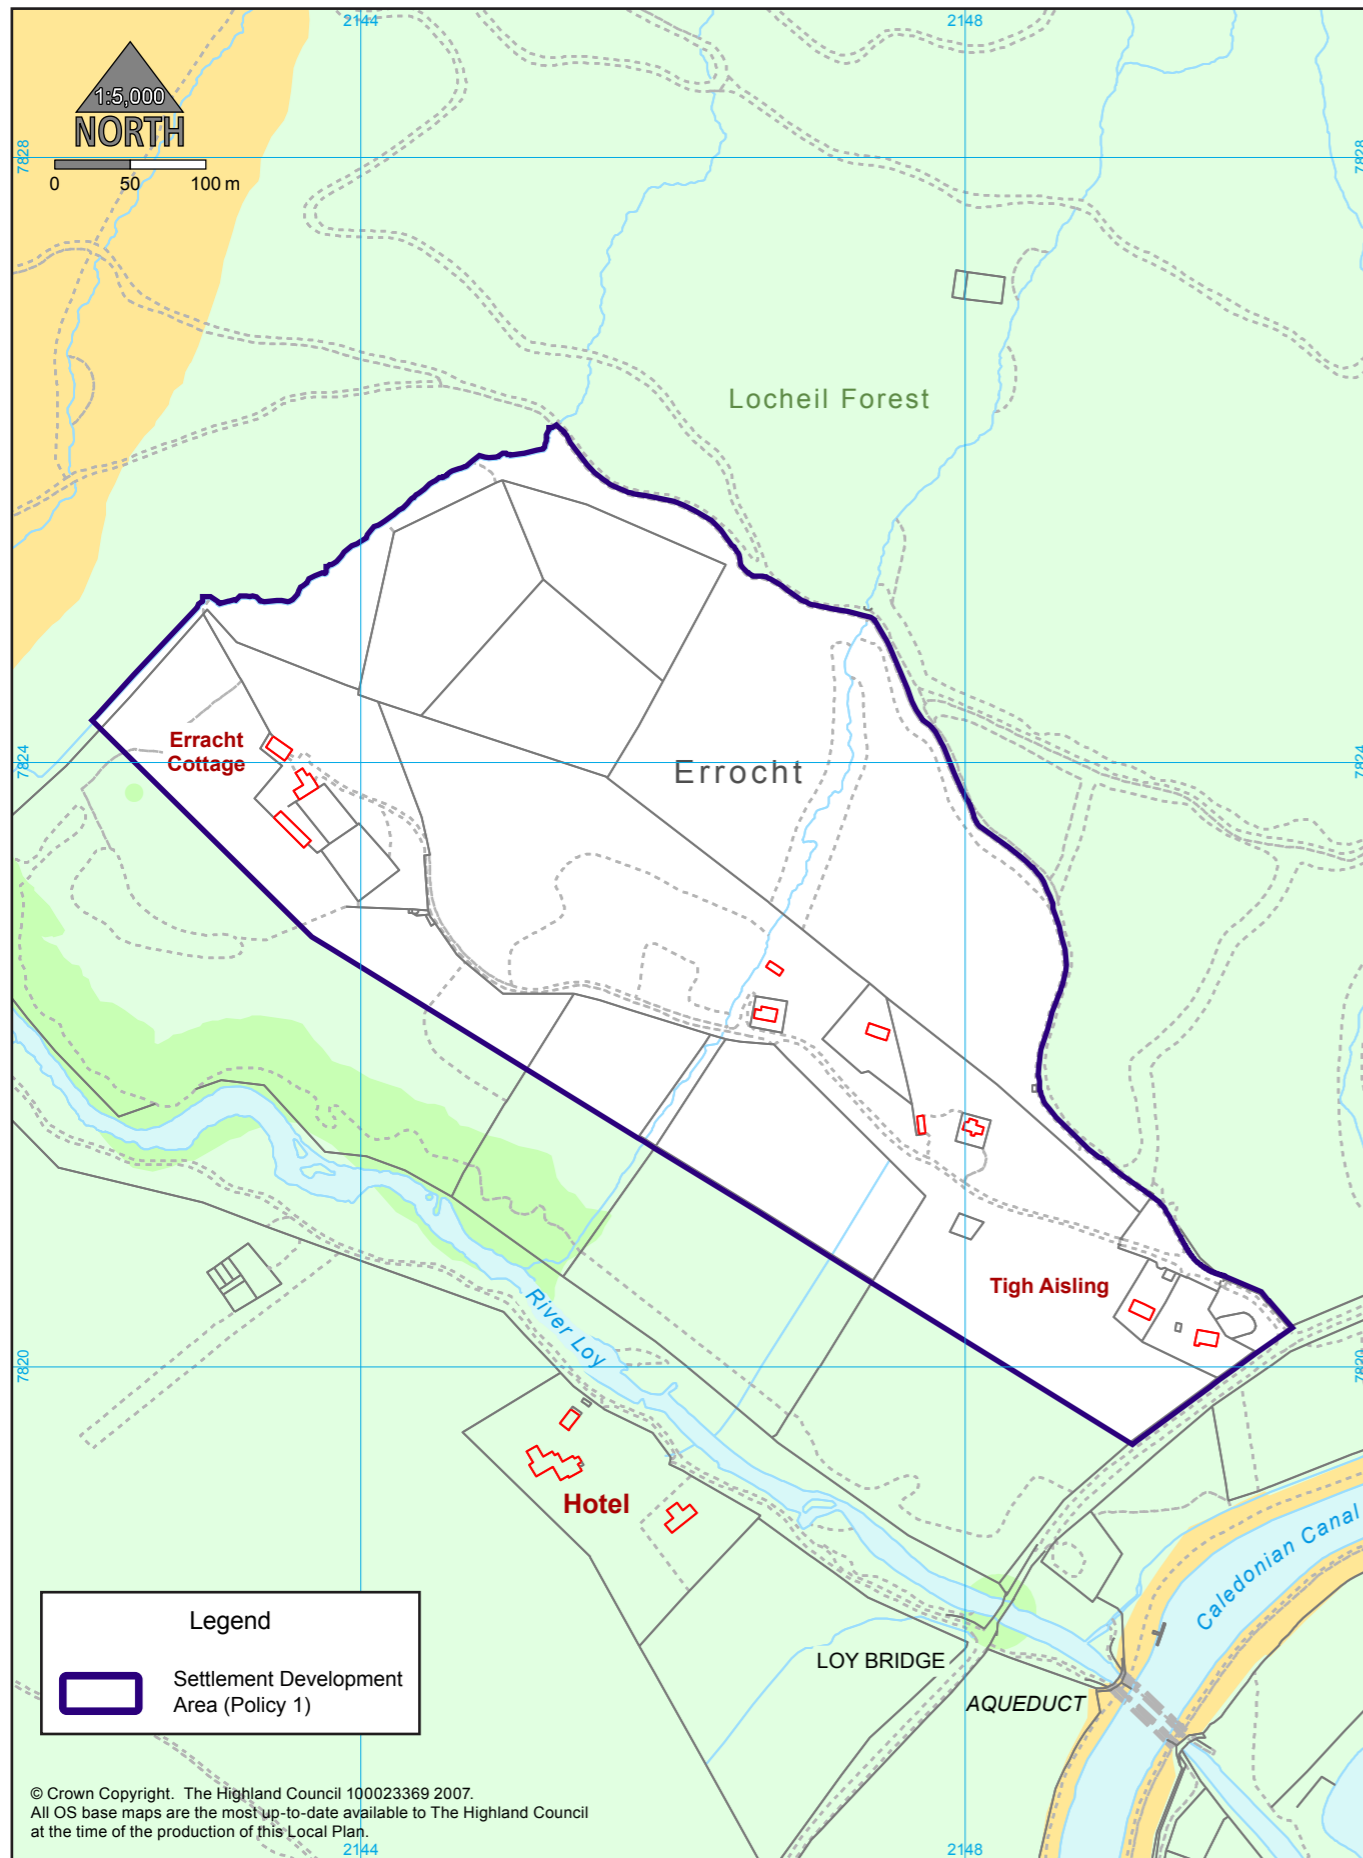 2144
2148
1:5,000
NORTH
0 50 100 m
7828
7828
Locheil Forest
Erracht
Cottage
Errocht
7824
7824
Tigh Aisling
River Loy
7820
7820
Hotel
Caledonian Canal
LOY BRIDGE
AQUEDUCT
Legend
Settlement Development
Area (Policy 1)
© Crown Copyright. The Highland Council 100023369 2007.
All OS base maps are the most up-to-date available to The Highland Council
at the time of the production of this Local Plan.
2144
2148